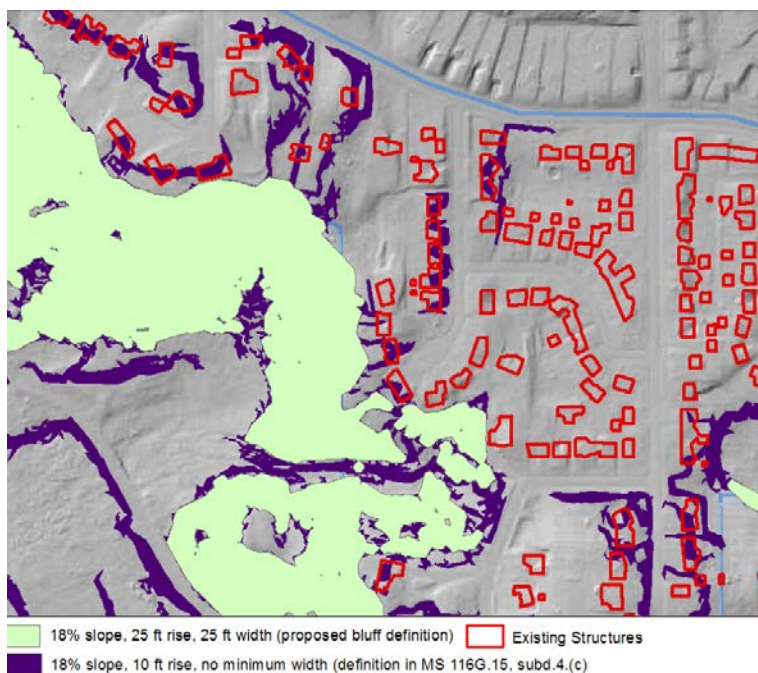 18% slope, 25 ft rise, 25 ft width (proposed bluff definition) Existing Structures
18% slope, 10 ft rise, no minimum width (definition in MS 116G.15, subd.4.(c)